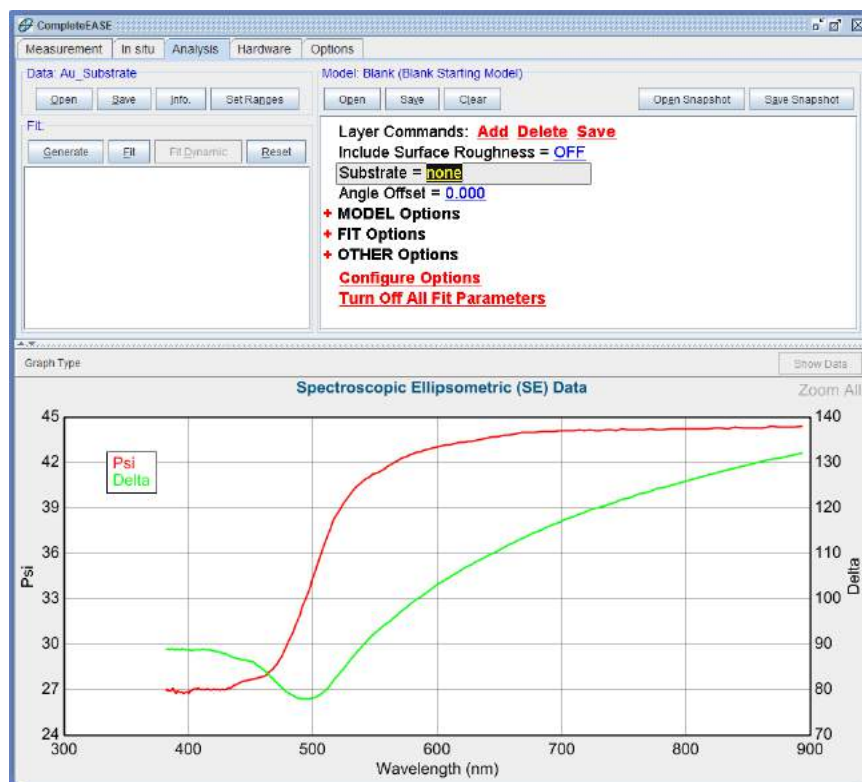 CompleteEASE
Measurement In situ Analysis Hardware Options
Data: Au_Substrate
Open Save Info. Set Ranges
Fit:
Generate Fit Fit Dynamic Reset
Model: Blank (Blank Starting Model)
Open Save Clear Open Snapshot Save Snapshot
Layer Commands: Add Delete Save
Include Surface Roughness = OFF
Substrate = none
Angle Offset = 0.000
+ MODEL Options
+ FIT Options
+ OTHER Options
Configure Options
Turn Off All Fit Parameters
Graph Type Show Data
Spectroscopic Ellipsometric (SE) Data Zoom All
45 140
42 130
39 120
36 110
33 100
30 90
27 80
24 70
Psi
Delta
Psi
Delta
300 400 500 600 700 800 900
Wavelength (nm)